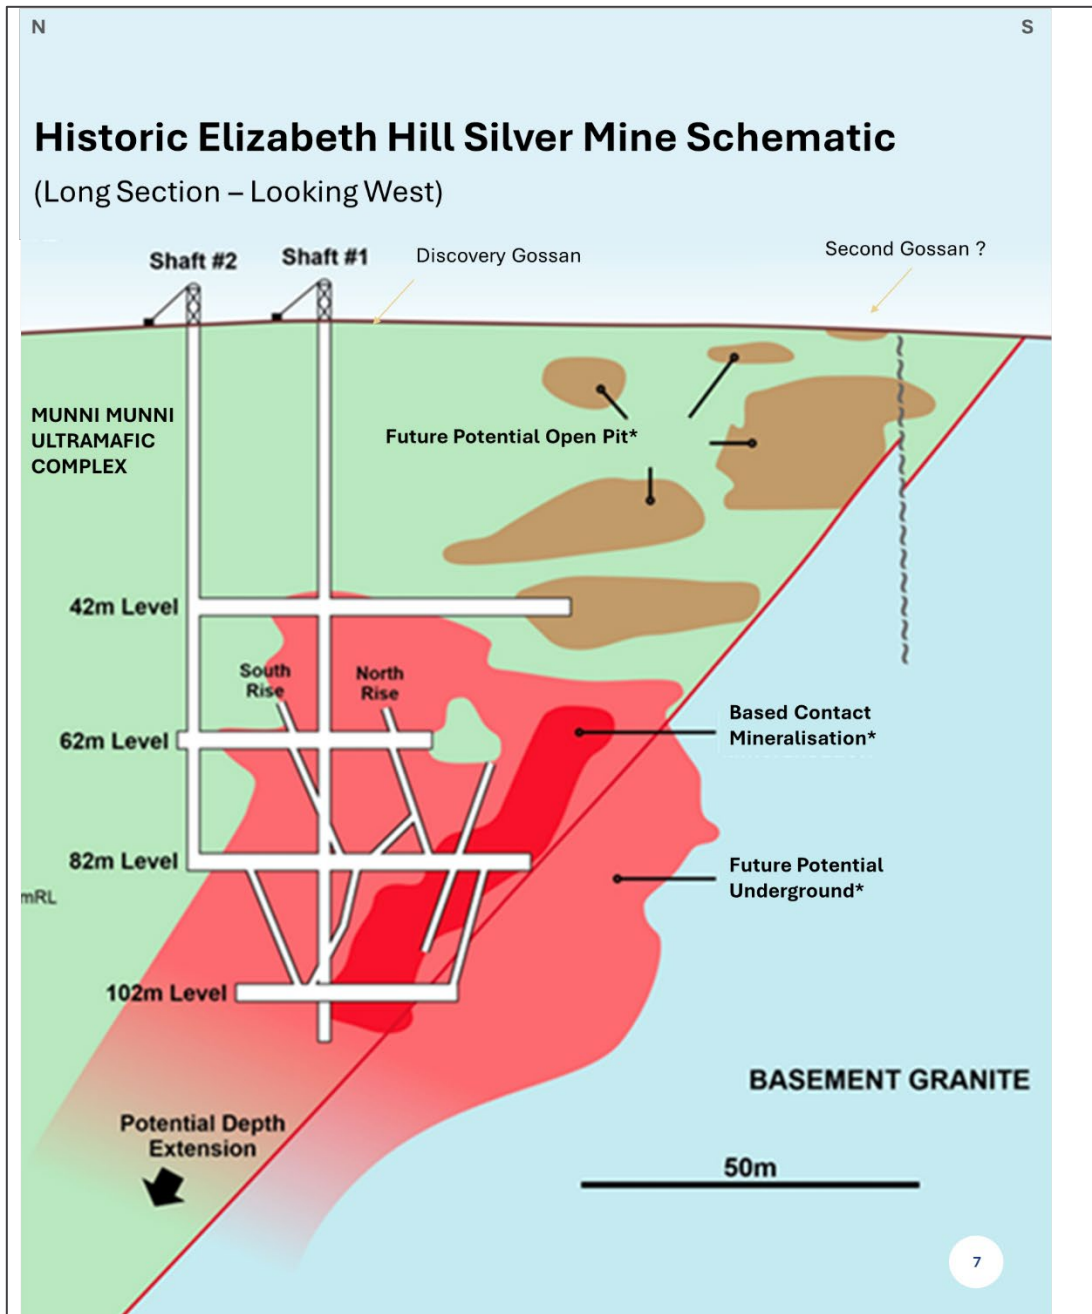 N
S
Historic Elizabeth Hill Silver Mine Schematic
(Long Section – Looking West)
Shaft #2
Shaft #1
Discovery Gossan
Second Gossan ?
MUNNI MUNNI
ULTRAMAFIC
COMPLEX
Future Potential Open Pit*
42m Level
South
Rise
North
Rise
62m Level
Based Contact
Mineralisation*
82m Level
Future Potential
Underground*
mRL
102m Level
BASEMENT GRANITE
Potential Depth
Extension
50m
7